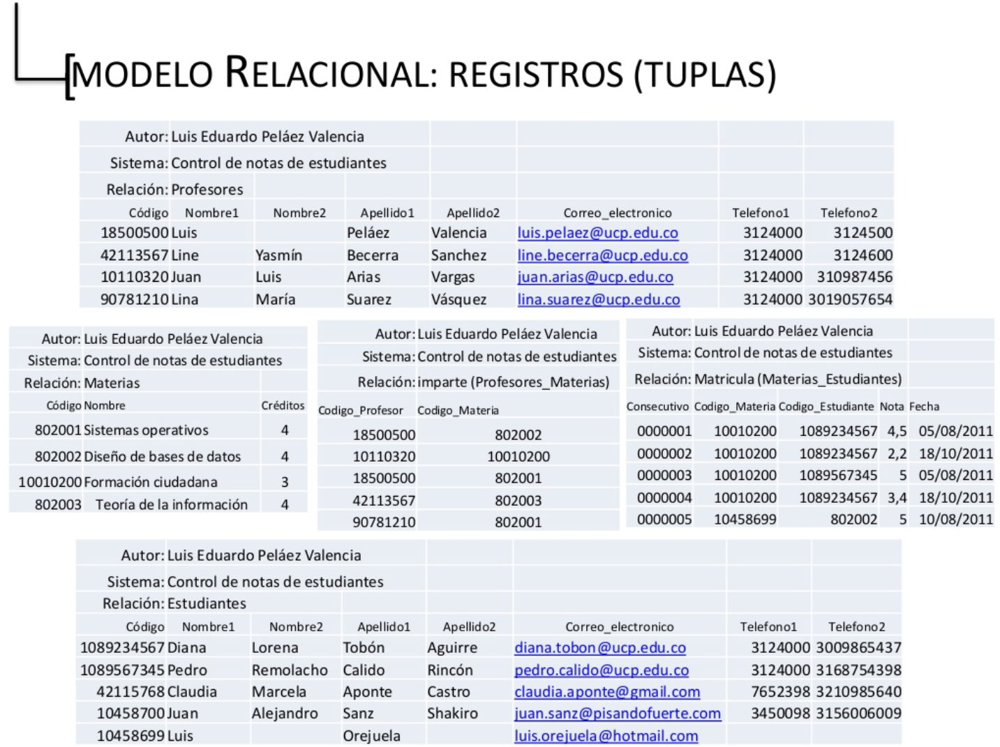 [MODELO RELACIONAL: REGISTROS (TUPLAS)
Autor: Luis Eduardo Peláez Valencia
Sistema: Control de notas de estudiantes
Relación: Profesores
Código Nombre1 Nombre2 Apellido1 Apellido2 Correo_electronico Telefono1 Telefono2
18500500 Luis Peláez Valencia luis.pelaez@ucp.edu.co 3124000 3124500
42113567 Line Yasmín Becerra Sanchez line.becerra@ucp.edu.co 3124000 3124600
10110320 Juan Luis Arias Vargas juan.arias@ucp.edu.co 3124000 310987456
90781210 Lina María Suarez Vásquez lina.suarez@ucp.edu.co 3124000 3019057654
Autor: Luis Eduardo Peláez Valencia
Sistema: Control de notas de estudiantes
Relación: Materias
Código Nombre Créditos
802001 Sistemas operativos 4
802002 Diseño de bases de datos 4
10010200 Formación ciudadana 3
802003 Teoría de la información 4
Autor: Luis Eduardo Peláez Valencia
Sistema: Control de notas de estudiantes
Relación: imparte (Profesores_Materias)
Codigo_Profesor Codigo_Materia
18500500 802002
10110320 10010200
18500500 802001
42113567 802003
90781210 802001
Autor: Luis Eduardo Peláez Valencia
Sistema: Control de notas de estudiantes
Relación: Matricula (Materias_Estudiantes)
Consecutivo Codigo_Materia Codigo_Estudiante Nota Fecha
0000001 10010200 1089234567 4,5 05/08/2011
0000002 10010200 1089234567 2,2 18/10/2011
0000003 10010200 1089567345 5 05/08/2011
0000004 10010200 1089234567 3,4 18/10/2011
0000005 10458699 802002 5 10/08/2011
Autor: Luis Eduardo Peláez Valencia
Sistema: Control de notas de estudiantes
Relación: Estudiantes
Código Nombre1 Nombre2 Apellido1 Apellido2 Correo_electronico Telefono1 Telefono2
1089234567 Diana Lorena Tobón Aguirre diana.tobon@ucp.edu.co 3124000 3009865437
1089567345 Pedro Remolacho Calido Rincón pedro.calido@ucp.edu.co 3124000 3168754398
42115768 Claudia Marcela Aponte Castro claudia.aponte@gmail.com 7652398 3210985640
10458700 Juan Alejandro Sanz Shakiro juan.sanz@pisandofuerte.com 3450098 3156006009
10458699 Luis Orejuela luis.orejuela@hotmail.com